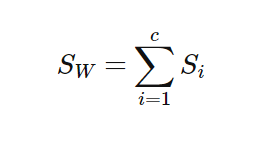 $S_W = \sum_{i=1}^{c} S_i$